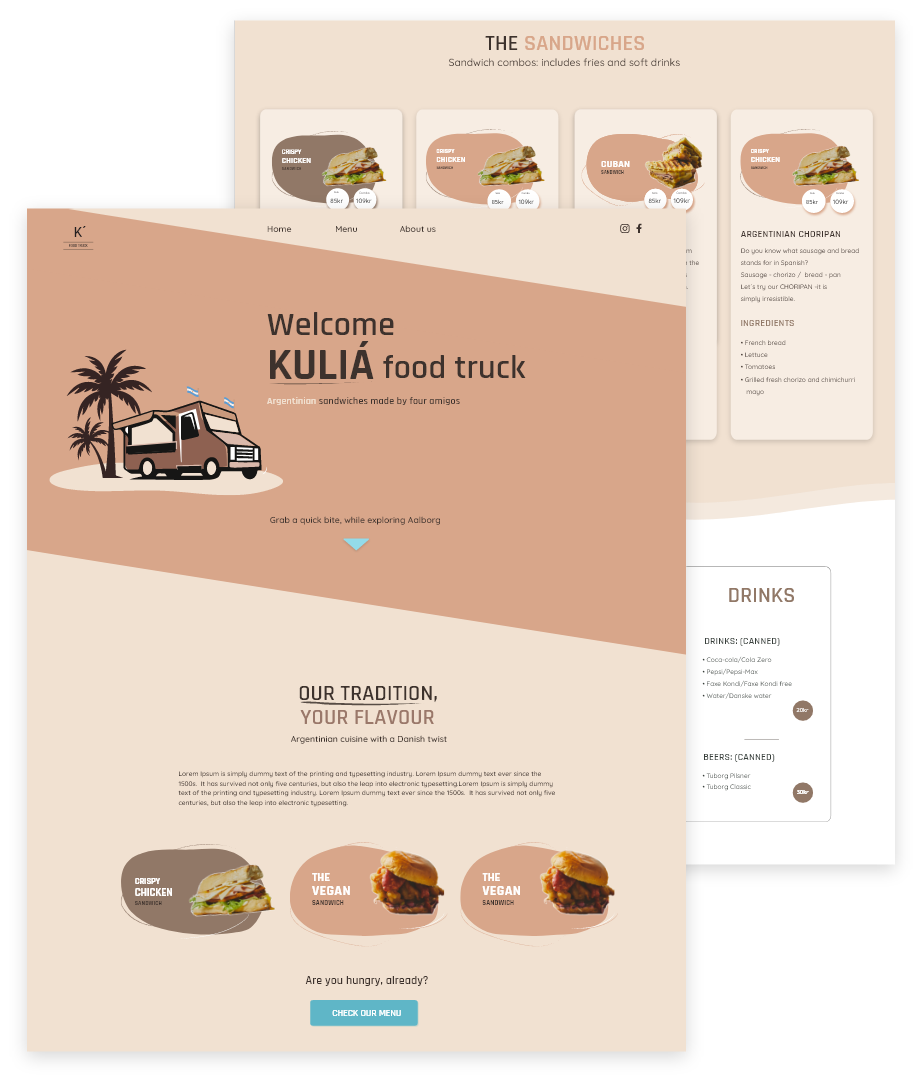 THE SANDWICHES
Sandwich combos: includes fries and soft drinks
CRISPY
CHICKEN
SANDWICH
85kr
109kr
CRISPY
CHICKEN
SANDWICH
85kr
109kr
CUBAN
SANDWICH
85kr
109kr
CRISPY
CHICKEN
SANDWICH
85kr
109kr
ARGENTINIAN CHORIPAN
Do you know what sausage and bread
stands for in Spanish?
Sausage - chorizo / bread - pan
Let´s try our CHORIPAN -it is
simply irresistible.
INGREDIENTS
• French bread
• Lettuce
• Tomatoes
• Grilled fresh chorizo and chimichurri
mayo
the
DRINKS
DRINKS: (CANNED)
• Coca-cola/Cola Zero
• Pepsi/Pepsi-Max
• Faxe Kondi/Faxe Kondi free
• Water/Danske water
20kr
BEERS: (CANNED)
• Tuborg Pilsner
• Tuborg Classic
30kr
K´
FOOD TRUCK
Home
Menu
About us
Welcome
KULIÁ food truck
Argentinian sandwiches made by four amigos
Grab a quick bite, while exploring Aalborg
OUR TRADITION,
YOUR FLAVOUR
Argentinian cuisine with a Danish twist
Lorem Ipsum is simply dummy text of the printing and typesetting industry. Lorem Ipsum dummy text ever since the
1500s. It has survived not only five centuries, but also the leap into electronic typesetting.Lorem Ipsum is simply dummy
text of the printing and typesetting industry. Lorem Ipsum dummy text ever since the 1500s. It has survived not only five
centuries, but also the leap into electronic typesetting.
CRISPY
CHICKEN
SANDWICH
THE
VEGAN
SANDWICH
THE
VEGAN
SANDWICH
Are you hungry, already?
CHECK OUR MENU